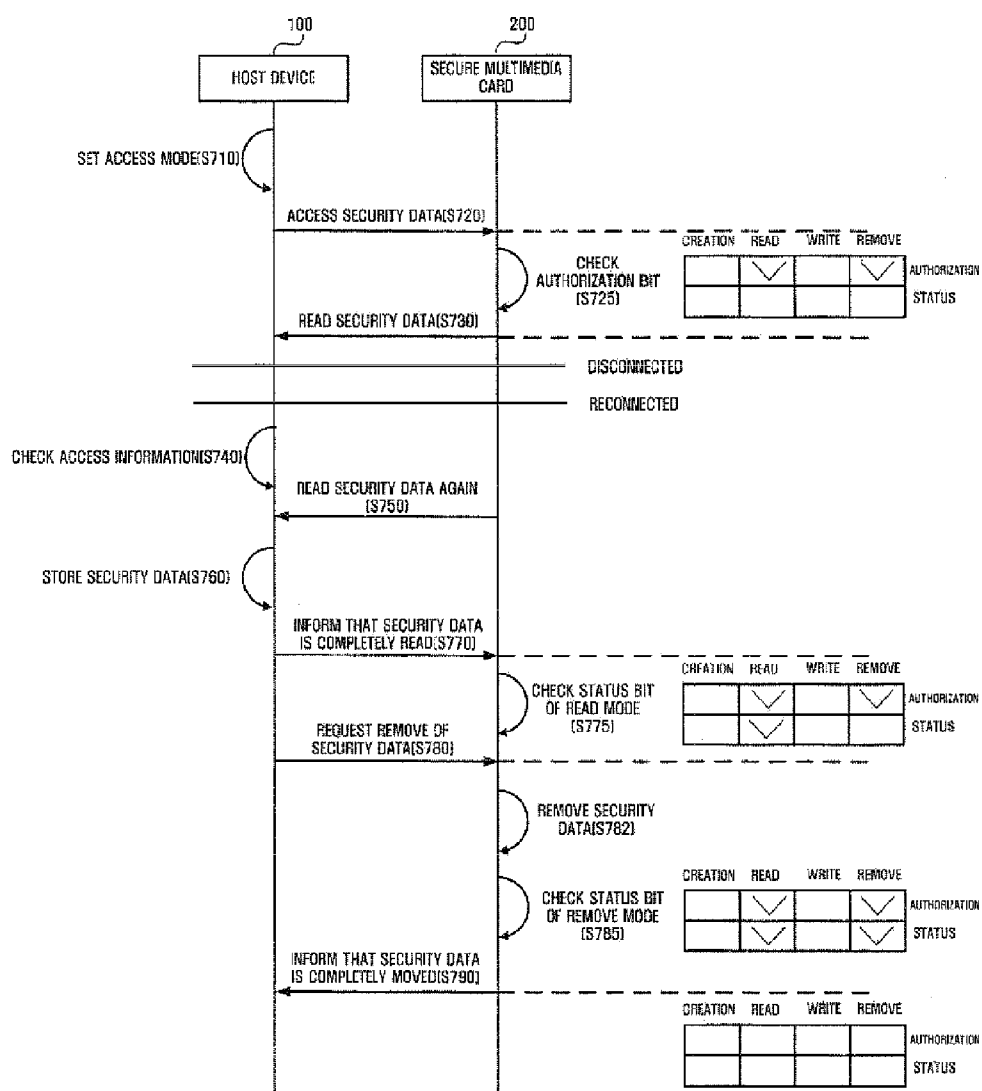 100
200
HOST DEVICE
SECURE MULTIMEDIA
CARD
SET ACCESS MODE(S710)
ACCESS SECURITY DATA(S720)
CREATION READ WRITE REMOVE
CHECK
AUTHORIZATION BIT
(S725)
AUTHORIZATION
STATUS
READ SECURITY DATA(S730)
DISCONNECTED
RECONNECTED
CHECK ACCESS INFORMATION(S740)
READ SECURITY DATA AGAIN
(S750)
STORE SECURITY DATA(S760)
INFORM THAT SECURITY DATA
IS COMPLETELY READ(S770)
CREATION READ WRITE REMOVE
CHECK STATUS BIT
OF READ MODE
(S775)
AUTHORIZATION
STATUS
REQUEST REMOVE OF
SECURITY DATA(S780)
REMOVE SECURITY
DATA(S782)
CREATION READ WRITE REMOVE
CHECK STATUS BIT
OF REMOVE MODE
(S785)
AUTHORIZATION
STATUS
INFORM THAT SECURITY DATA
IS COMPLETELY MOVED(S790)
CREATION READ WRITE REMOVE
AUTHORIZATION
STATUS